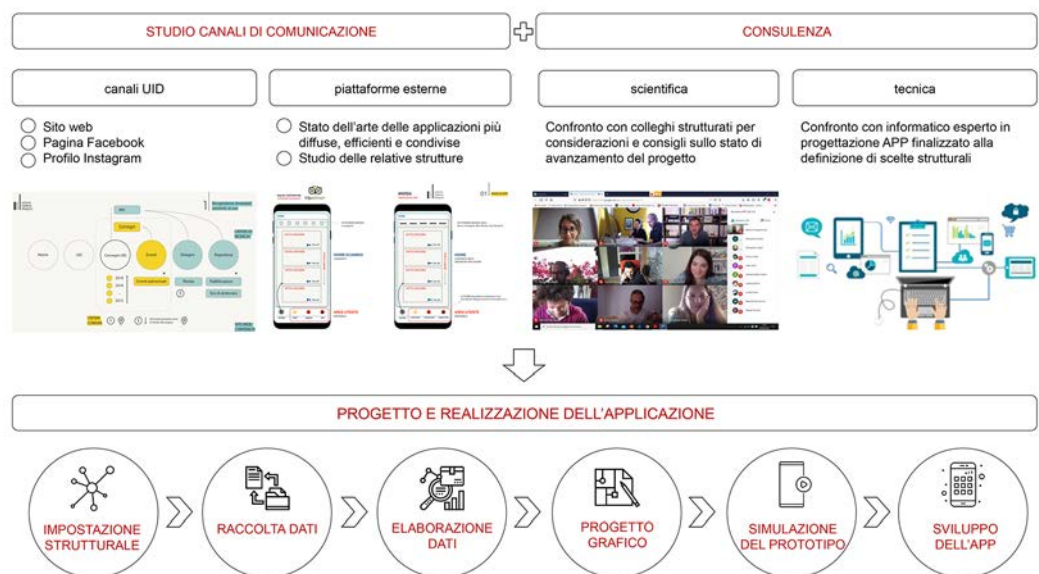 STUDIO CANALI DI COMUNICAZIONE
CONSULENZA
canali UID
piattaforme esterne
scientifica
tecnica
Sito web
Pagina Facebook
Profilo Instagram
Stato dell'arte delle applicazioni più
diffuse, efficienti e condivise
Studio delle relative strutture
Confronto con colleghi strutturati per
considerazioni e consigli sullo stato di
avanzamento del progetto
Confronto con informatico esperto in
progettazione APP finalizzato alla
definizione di scelte strutturali
PROGETTO E REALIZZAZIONE DELL'APPLICAZIONE
IMPOSTAZIONE
STRUTTURALE
RACCOLTA DATI
ELABORAZIONE
DATI
PROGETTO
GRAFICO
SIMULAZIONE
DEL PROTOTIPO
SVILUPPO
DELL'APP